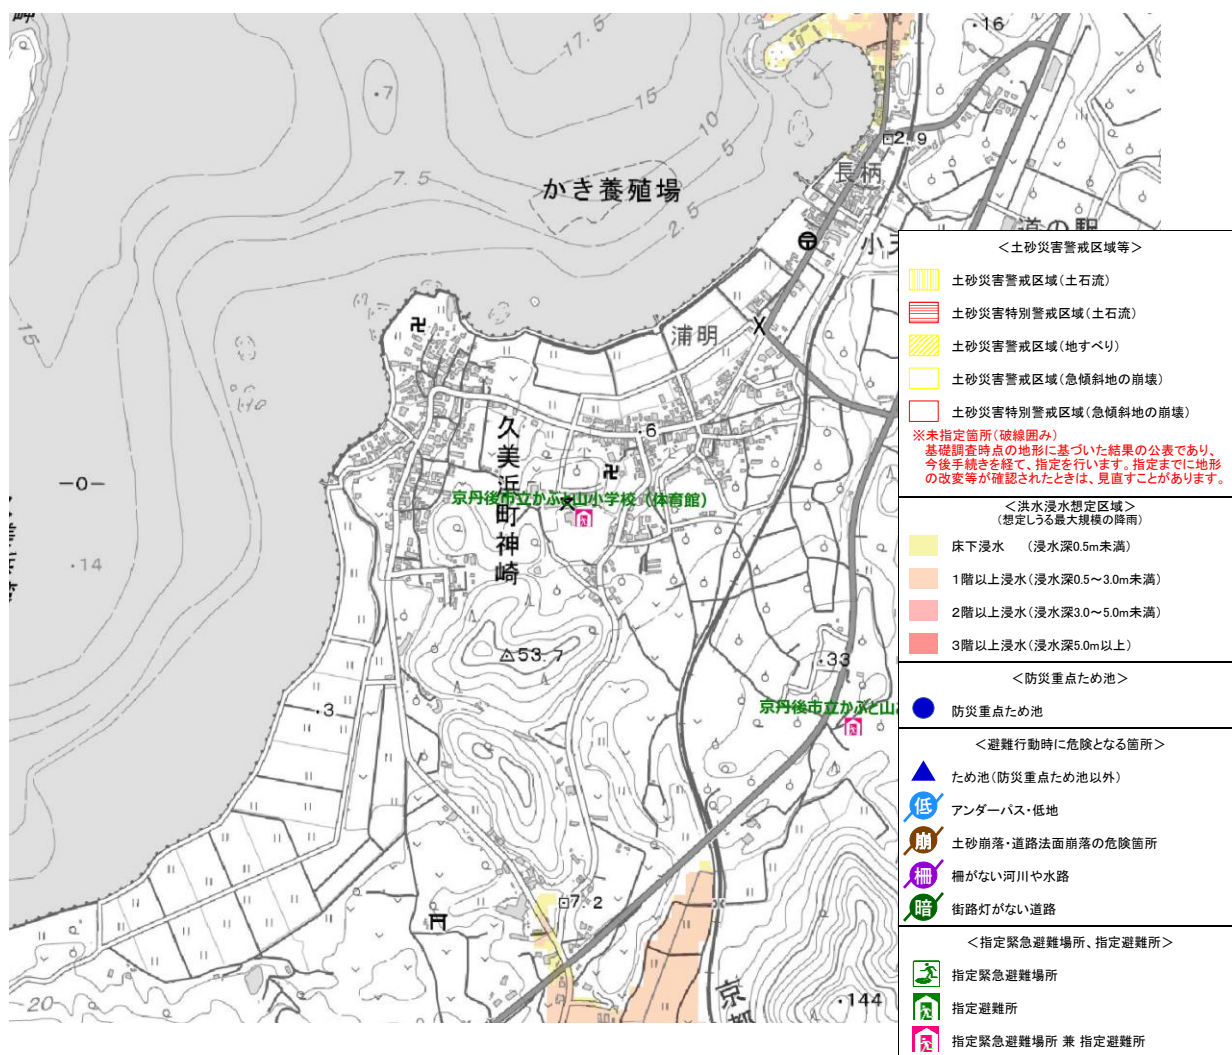 岬
17.5
・16
・7
15
10
5
2.9
7.5
かき養殖場
2.5
長柄
道の駅
小天
15
浦明
久美浜町神崎
・6
-0-
京丹後市立かぶと山小学校（体育館）
・14
53.7
・33
京丹後市立かぶと山こ
・3
7.2
20
京都
・144
＜土砂災害警戒区域等＞
土砂災害警戒区域（土石流）
土砂災害特別警戒区域（土石流）
土砂災害警戒区域（地すべり）
土砂災害警戒区域（急傾斜地の崩壊）
土砂災害特別警戒区域（急傾斜地の崩壊）
※未指定箇所（破線囲み）
基礎調査時点の地形に基づいた結果の公表であり、
今後手続きを経て、指定を行います。指定までに地形
の改変等が確認されたときは、見直すことがあります。
＜洪水浸水想定区域＞
（想定しうる最大規模の降雨）
床下浸水　（浸水深0.5m未満）
1階以上浸水（浸水深0.5～3.0m未満）
2階以上浸水（浸水深3.0～5.0m未満）
3階以上浸水（浸水深5.0m以上）
＜防災重点ため池＞
防災重点ため池
＜避難行動時に危険となる箇所＞
ため池（防災重点ため池以外）
低 アンダーパス・低地
崩 土砂崩落・道路法面崩落の危険箇所
柵 柵がない河川や水路
暗 街路灯がない道路
＜指定緊急避難場所、指定避難所＞
指定緊急避難場所
指定避難所
指定緊急避難場所 兼 指定避難所